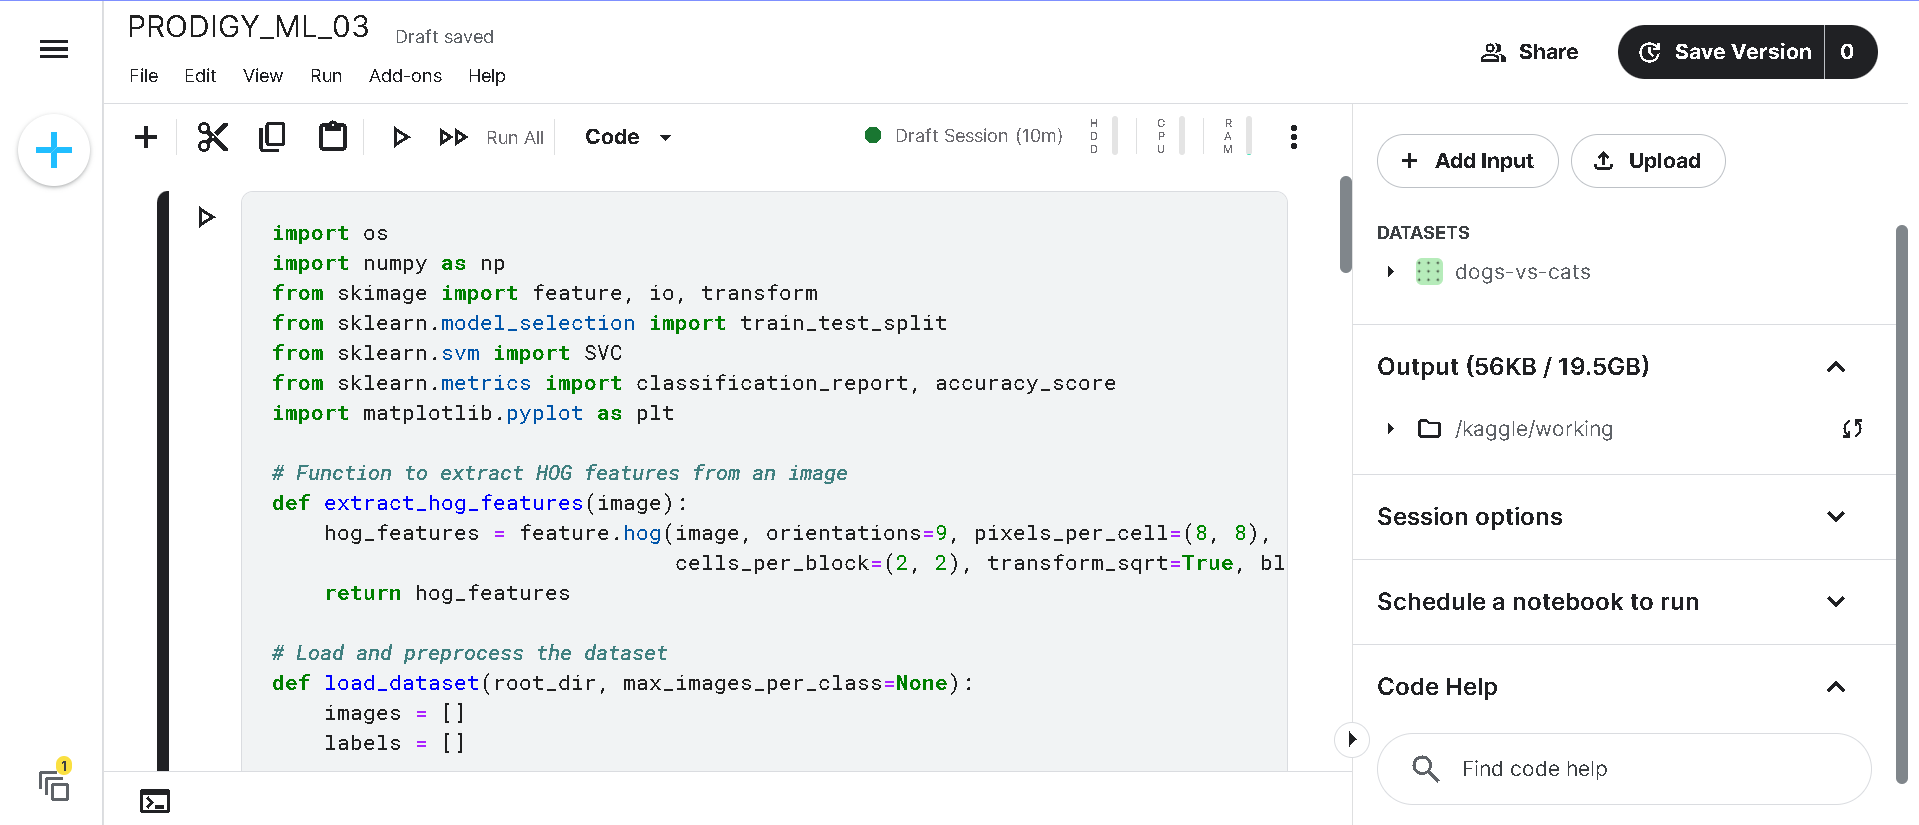 PRODIGY_ML_03 Draft saved
File Edit View Run Add-ons Help
Share
Save Version 0
Run All Code
Draft Session (10m) HDD CPU RAM
import os
import numpy as np
from skimage import feature, io, transform
from sklearn.model_selection import train_test_split
from sklearn.svm import SVC
from sklearn.metrics import classification_report, accuracy_score
import matplotlib.pyplot as plt
# Function to extract HOG features from an image
def extract_hog_features(image):
    hog_features = feature.hog(image, orientations=9, pixels_per_cell=(8, 8),
                               cells_per_block=(2, 2), transform_sqrt=True, bl
    return hog_features
# Load and preprocess the dataset
def load_dataset(root_dir, max_images_per_class=None):
    images = []
    labels = []
1
+ Add Input Upload
DATASETS
dogs-vs-cats
Output (56KB / 19.5GB)
/kaggle/working
Session options
Schedule a notebook to run
Code Help
Find code help